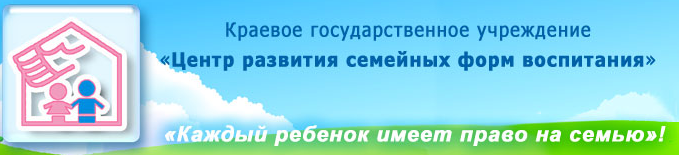 Краевое государственное учреждение
«Центр развития семейных форм воспитания»
«Каждый ребенок имеет право на семью»!